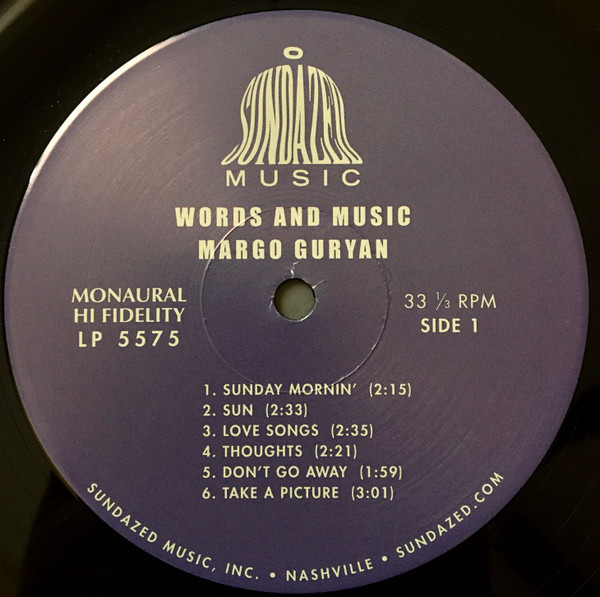 SUNDAZED
MUSIC
WORDS AND MUSIC
MARGO GURYAN
MONAURAL
HI FIDELITY
LP 5575
33 ⅓ RPM
SIDE 1
1. SUNDAY MORNIN' (2:15)
2. SUN (2:33)
3. LOVE SONGS (2:35)
4. THOUGHTS (2:21)
5. DON'T GO AWAY (1:59)
6. TAKE A PICTURE (3:01)
SUNDAZED MUSIC, INC. • NASHVILLE • SUNDAZED.COM